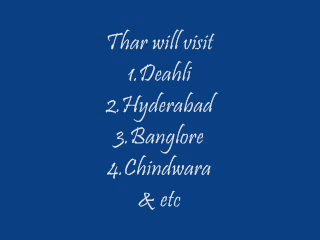 Thar will visit
1.Deahli
2.Hyderabad
3.Banglore
4.Chindwara
& etc